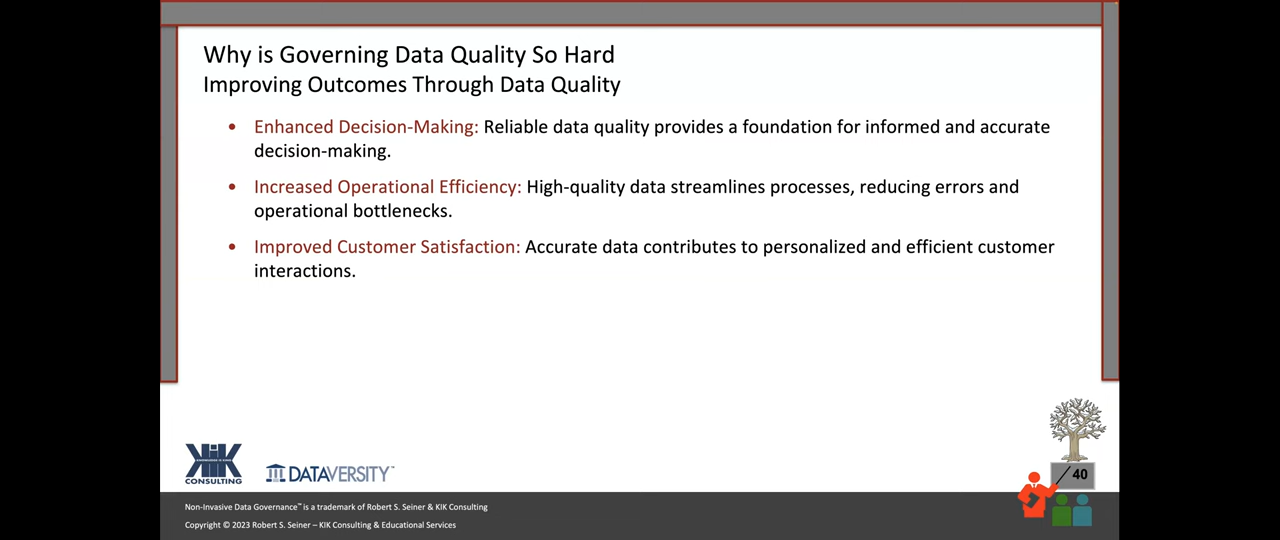 Why is Governing Data Quality So Hard
Improving Outcomes Through Data Quality
• Enhanced Decision-Making: Reliable data quality provides a foundation for informed and accurate
decision-making.
• Increased Operational Efficiency: High-quality data streamlines processes, reducing errors and
operational bottlenecks.
• Improved Customer Satisfaction: Accurate data contributes to personalized and efficient customer
interactions.
KIK
CONSULTING
DATAVERSITY™
40
Non-Invasive Data Governance™ is a trademark of Robert S. Seiner & KIK Consulting
Copyright © 2023 Robert S. Seiner – KIK Consulting & Educational Services